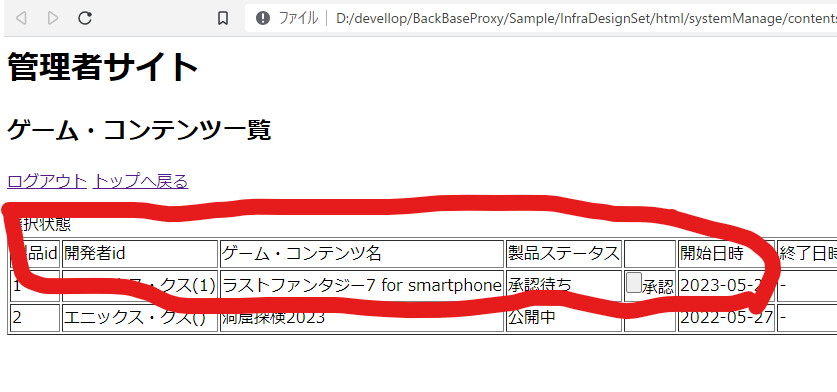 ファイル | D:/devellop/BackBaseProxy/Sample/InfraDesignSet/html/systemManage/contents
管理者サイト
ゲーム・コンテンツ一覧
ログアウト トップへ戻る
選択状態
製品id 開発者id ゲーム・コンテンツ名 製品ステータス 開始日時 終了日時
1 クス(1) ラストファンタジー7 for smartphone 承認待ち 承認 2023-05-2 -
2 エニックス・クス() 洞窟探検2023 公開中 2022-05-27 -